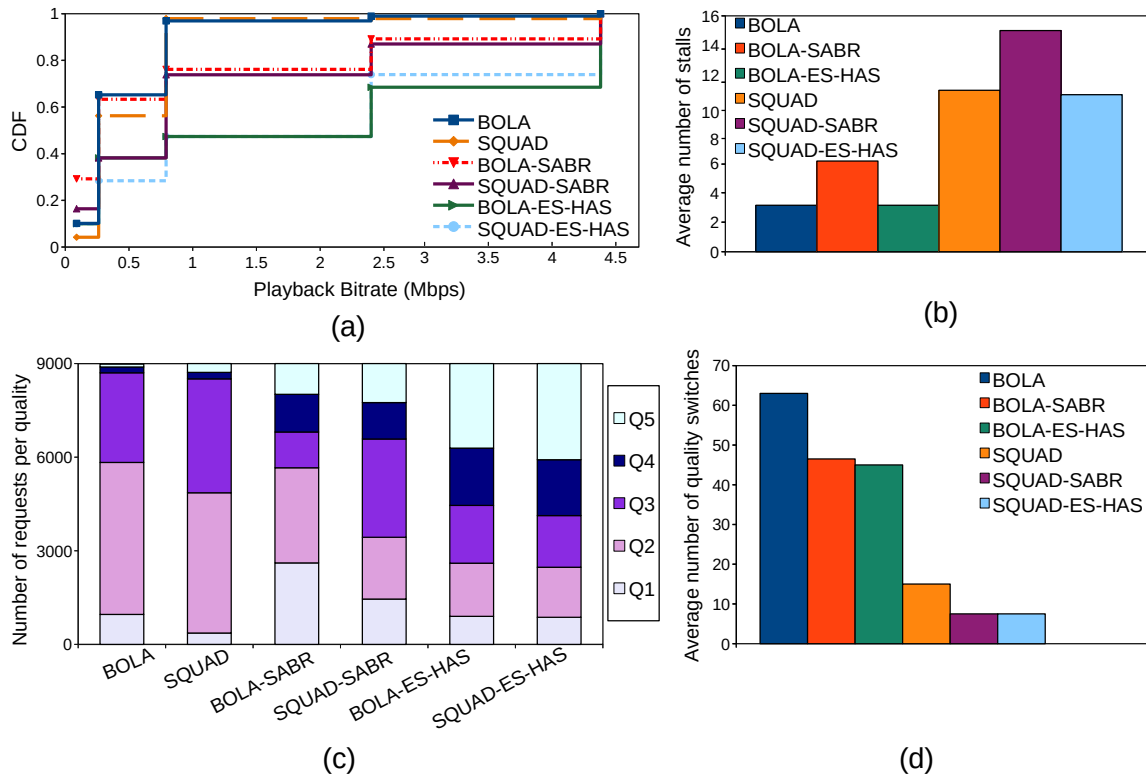 1
0.8
0.6
0.4
0.2
0
CDF
BOLA
SQUAD
BOLA-SABR
SQUAD-SABR
BOLA-ES-HAS
SQUAD-ES-HAS
0 0.5 1 1.5 2 2.5 3 3.5 4 4.5
Playback Bitrate (Mbps)
(a)
16
14
12
10
8
6
4
2
0
Average number of stalls
BOLA
BOLA-SABR
BOLA-ES-HAS
SQUAD
SQUAD-SABR
SQUAD-ES-HAS
(b)
9000
6000
3000
0
Number of requests per quality
Q5
Q4
Q3
Q2
Q1
BOLA SQUAD BOLA-SABR SQUAD-SABR BOLA-ES-HAS SQUAD-ES-HAS
(c)
70
60
50
40
30
20
10
0
Average number of quality switches
BOLA
BOLA-SABR
BOLA-ES-HAS
SQUAD
SQUAD-SABR
SQUAD-ES-HAS
(d)